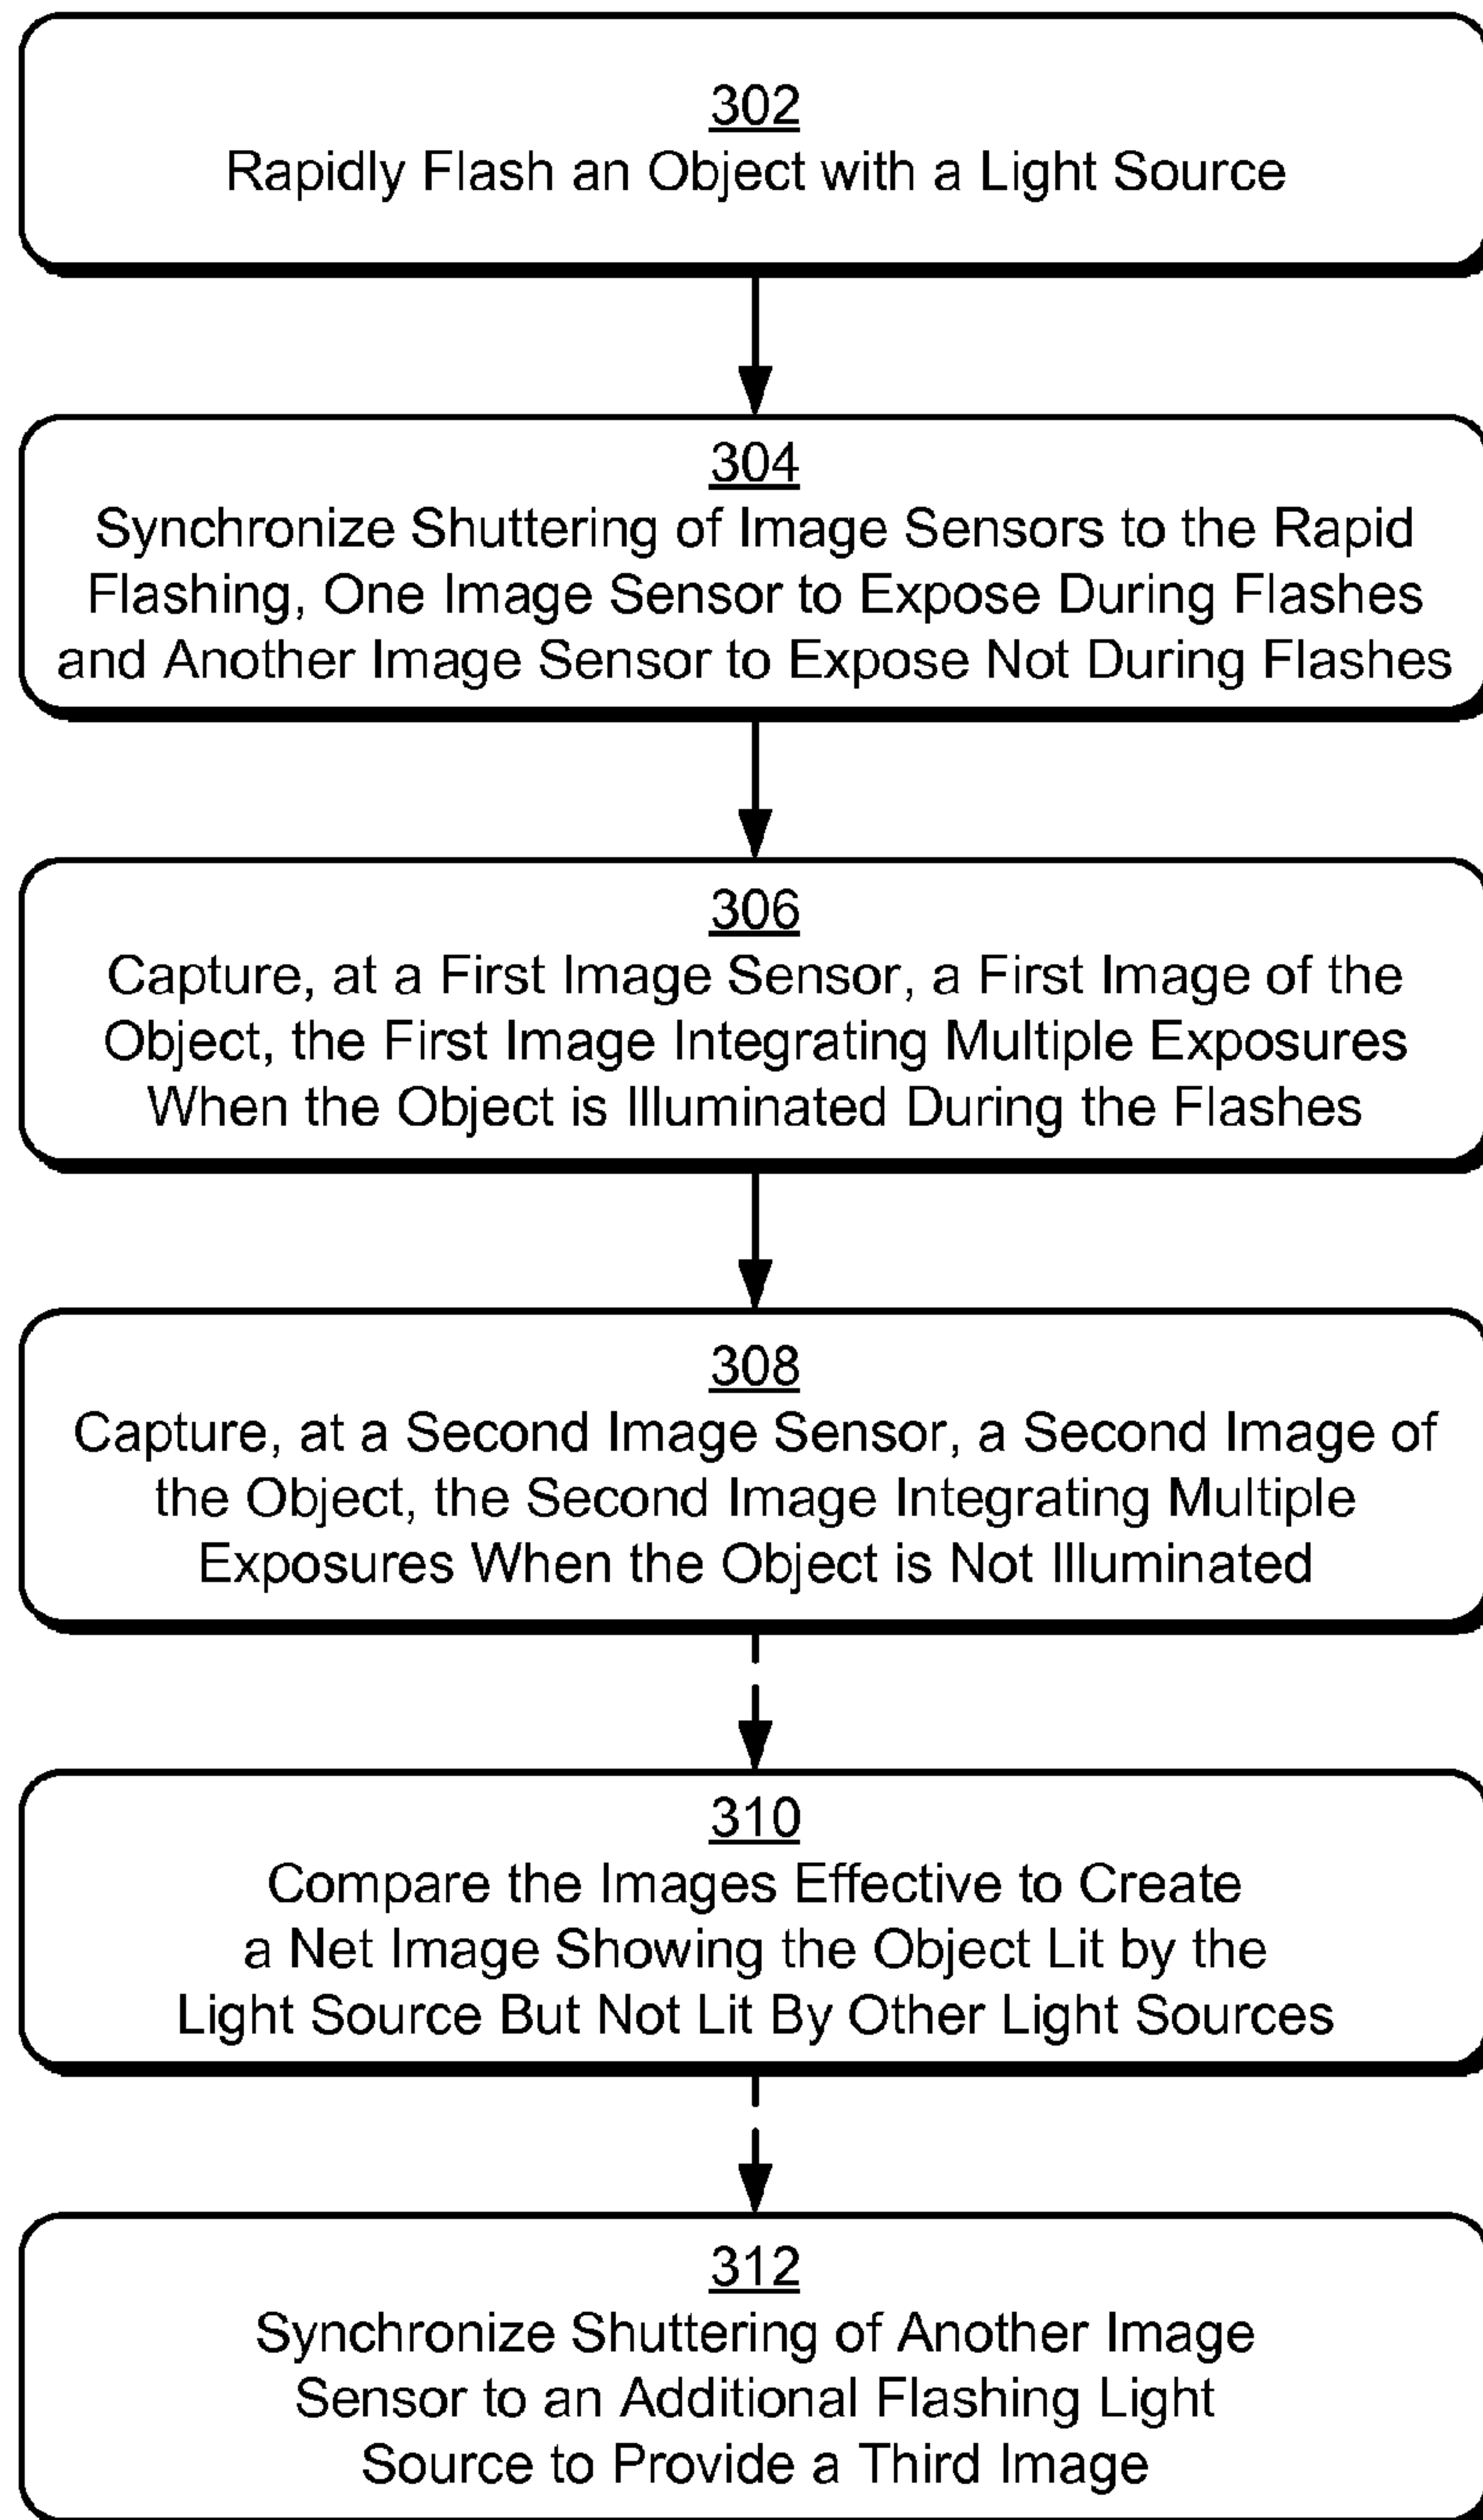 302
Rapidly Flash an Object with a Light Source
304
Synchronize Shuttering of Image Sensors to the Rapid
Flashing, One Image Sensor to Expose During Flashes
and Another Image Sensor to Expose Not During Flashes
306
Capture, at a First Image Sensor, a First Image of the
Object, the First Image Integrating Multiple Exposures
When the Object is Illuminated During the Flashes
308
Capture, at a Second Image Sensor, a Second Image of
the Object, the Second Image Integrating Multiple
Exposures When the Object is Not Illuminated
310
Compare the Images Effective to Create
a Net Image Showing the Object Lit by the
Light Source But Not Lit By Other Light Sources
312
Synchronize Shuttering of Another Image
Sensor to an Additional Flashing Light
Source to Provide a Third Image